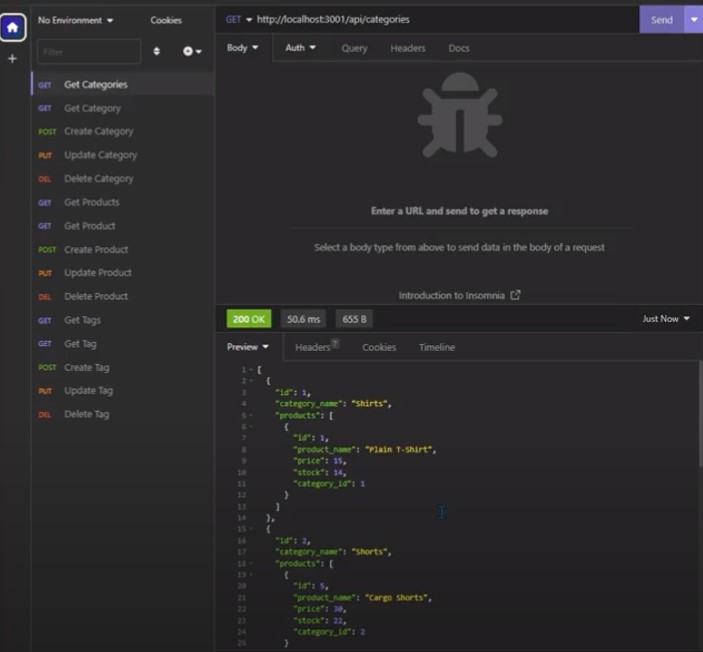 No Environment Cookies
GET http://localhost:3001/api/categories Send
Filter
Body Auth Query Headers Docs
GET Get Categories
GET Get Category
POST Create Category
PUT Update Category
DEL Delete Category
GET Get Products
GET Get Product
POST Create Product
PUT Update Product
DEL Delete Product
GET Get Tags
GET Get Tag
POST Create Tag
PUT Update Tag
DEL Delete Tag
Enter a URL and send to get a response
Select a body type from above to send data in the body of a request
Introduction to Insomnia
200 OK 50.6 ms 655 B Just Now
Preview Headers 7 Cookies Timeline
1 [
2 {
3 "id": 1,
4 "category_name": "Shirts",
5 "products": [
6 {
7 "id": 1,
8 "product_name": "Plain T-Shirt",
9 "price": 15,
10 "stock": 14,
11 "category_id": 1
12 }
13 ]
14 },
15 {
16 "id": 2,
17 "category_name": "Shorts",
18 "products": [
19 {
20 "id": 5,
21 "product_name": "Cargo Shorts",
22 "price": 30,
23 "stock": 22,
24 "category_id": 2
25 }